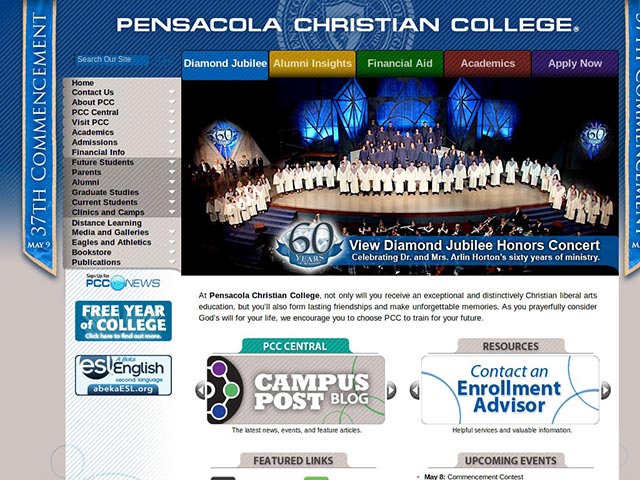 PENSACOLA CHRISTIAN COLLEGE®
37TH COMMENCEMENT
MAY 9
Search Our Site
Diamond Jubilee
Alumni Insights
Financial Aid
Academics
Apply Now
Home
Contact Us
About PCC
PCC Central
Visit PCC
Academics
Admissions
Financial Info
Future Students
Parents
Alumni
Graduate Studies
Current Students
Clinics and Camps
Distance Learning
Media and Galleries
Eagles and Athletics
Bookstore
Publications
60
60
60 YEARS
View Diamond Jubilee Honors Concert
Celebrating Dr. and Mrs. Arlin Horton's sixty years of ministry.
Sign Up for
PCC NEWS
FREE YEAR
of COLLEGE
Click here to find out more.
A Beka
esl English
second language
abekaESL.org
At Pensacola Christian College, not only will you receive an exceptional and distinctively Christian liberal arts
education, but you'll also form lasting friendships and make unforgettable memories. As you prayerfully consider
God's will for your life, we encourage you to choose PCC to train for your future.
PCC CENTRAL
CAMPUS
POST BLOG
The latest news, events, and feature articles.
RESOURCES
Contact an
Enrollment
Advisor
Helpful services and valuable information.
FEATURED LINKS
UPCOMING EVENTS
May 8: Commencement Contest